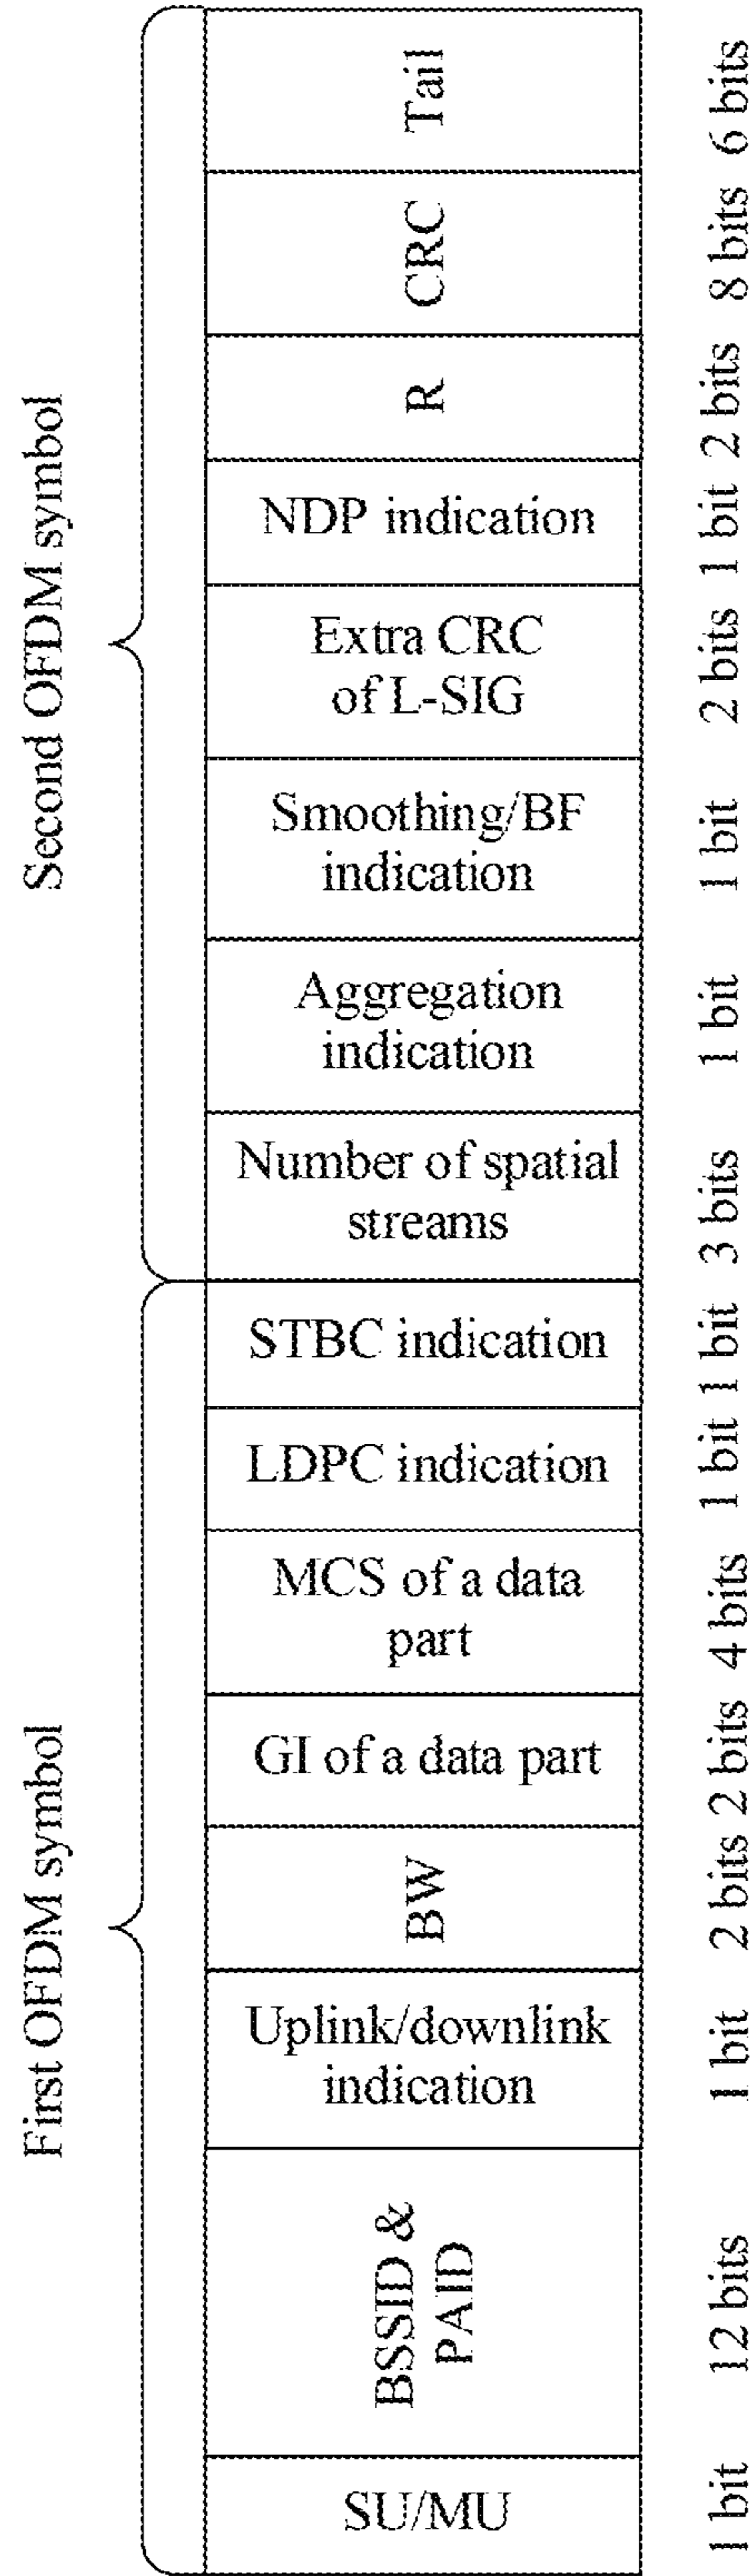 Second OFDM symbol
Tail
6 bits
CRC
8 bits
R
2 bits
NDP indication
1 bit
Extra CRC
of L-SIG
2 bits
Smoothing/BF
indication
1 bit
Aggregation
indication
1 bit
Number of spatial
streams
3 bits
First OFDM symbol
STBC indication
1 bit
LDPC indication
1 bit
MCS of a data
part
4 bits
GI of a data part
2 bits
BW
2 bits
Uplink/downlink
indication
1 bit
BSSID &
PAID
12 bits
SU/MU
1 bit